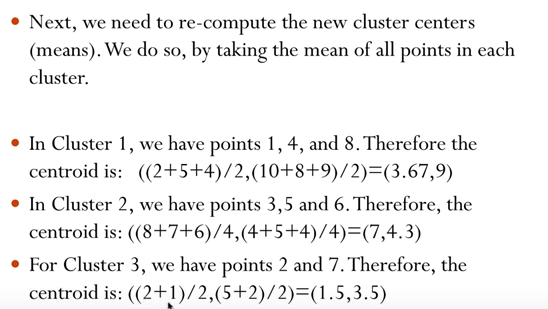 • Next, we need to re-compute the new cluster centers
(means). We do so, by taking the mean of all points in each
cluster.
• In Cluster 1, we have points 1, 4, and 8. Therefore the
centroid is: ((2+5+4)/2,(10+8+9)/2)=(3.67,9)
• In Cluster 2, we have points 3,5 and 6. Therefore, the
centroid is: ((8+7+6)/4,(4+5+4)/4)=(7,4.3)
• For Cluster 3, we have points 2 and 7. Therefore, the
centroid is: ((2+1)/2,(5+2)/2)=(1.5,3.5)